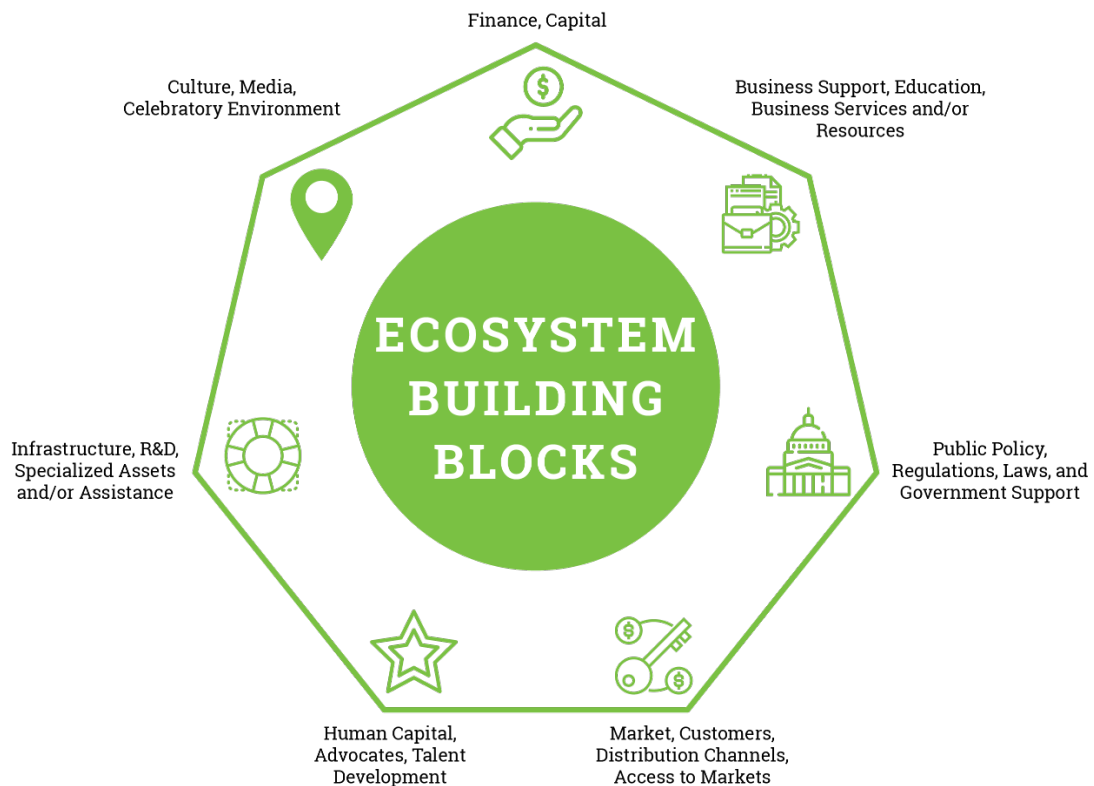 Finance, Capital
Culture, Media,
Celebratory Environment
Business Support, Education,
Business Services and/or
Resources
$
ECOSYSTEM
BUILDING
BLOCKS
Infrastructure, R&D,
Specialized Assets
and/or Assistance
Public Policy,
Regulations, Laws, and
Government Support
$
$
Human Capital,
Advocates, Talent
Development
Market, Customers,
Distribution Channels,
Access to Markets